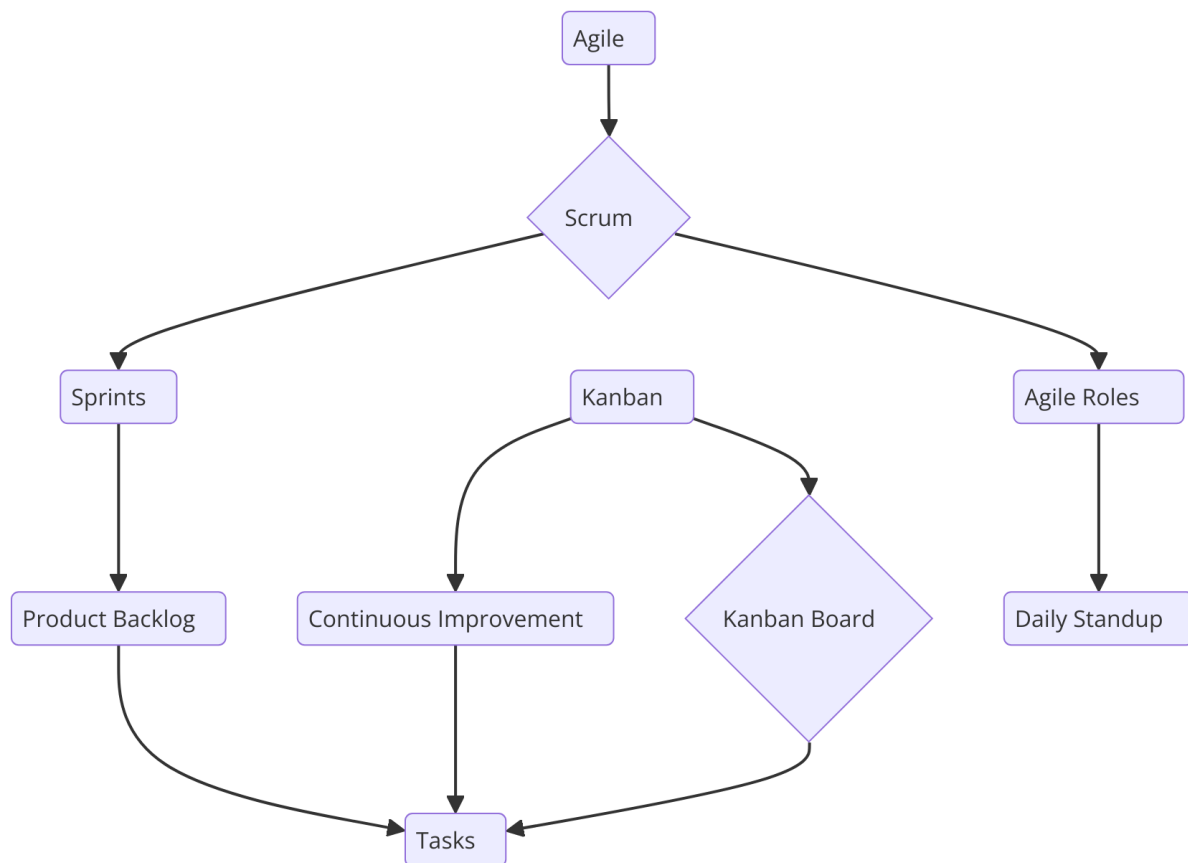 Agile
Scrum
Sprints
Kanban
Agile Roles
Product Backlog
Continuous Improvement
Kanban Board
Daily Standup
Tasks